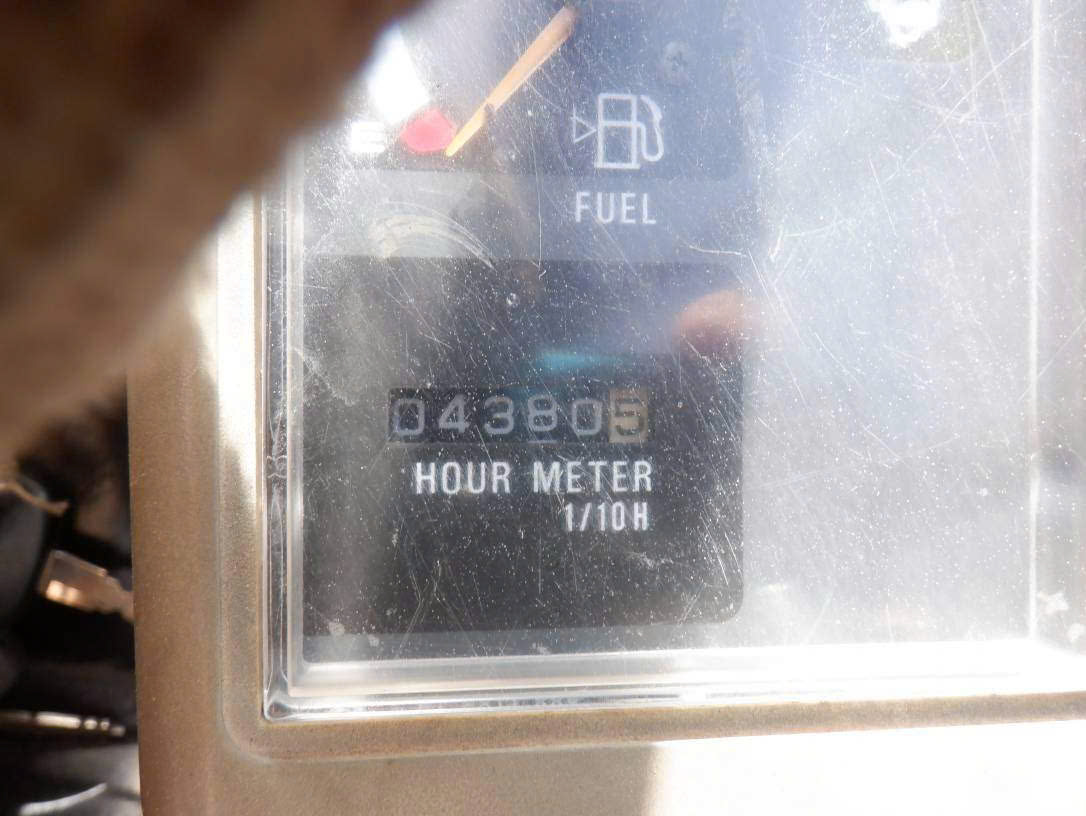 E
FUEL
043805
HOUR METER
1/10H